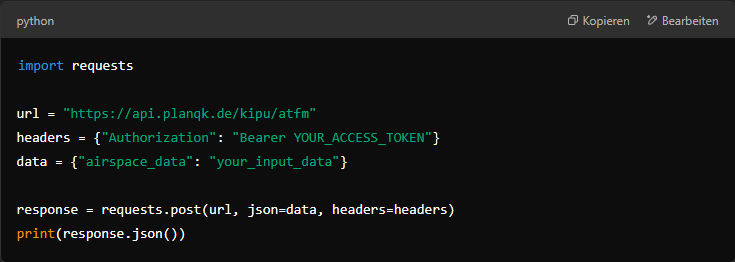 python
Kopieren
Bearbeiten
import requests
url = "https://api.planqk.de/kipu/atfm"
headers = {"Authorization": "Bearer YOUR_ACCESS_TOKEN"}
data = {"airspace_data": "your_input_data"}
response = requests.post(url, json=data, headers=headers)
print(response.json())